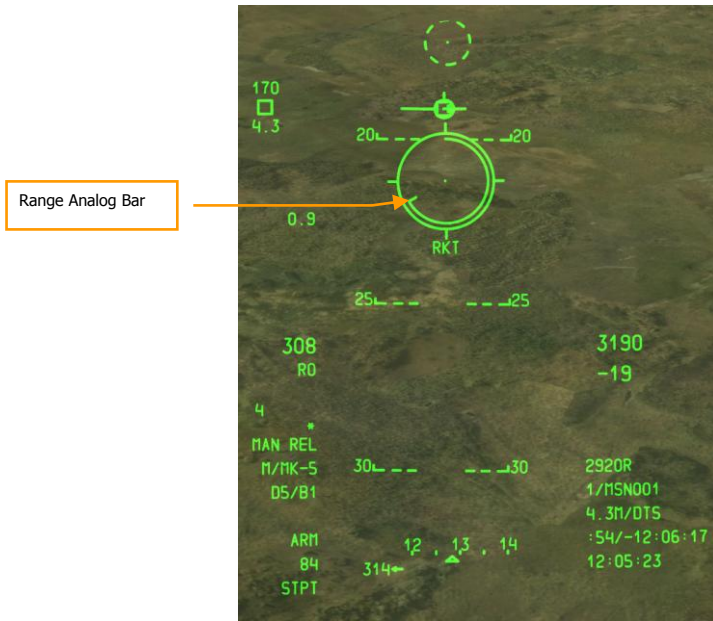 170
4.3
20 20
Range Analog Bar
0.9
RKT
25 25
308
3190
RO
-19
4
*
MAN REL
M/MK-5
D5/B1
30 30
2920R
1/MSN001
4.3M/DTS
:54/-12:06:17
ARM
12 13 14
84
314
12:05:23
STPT